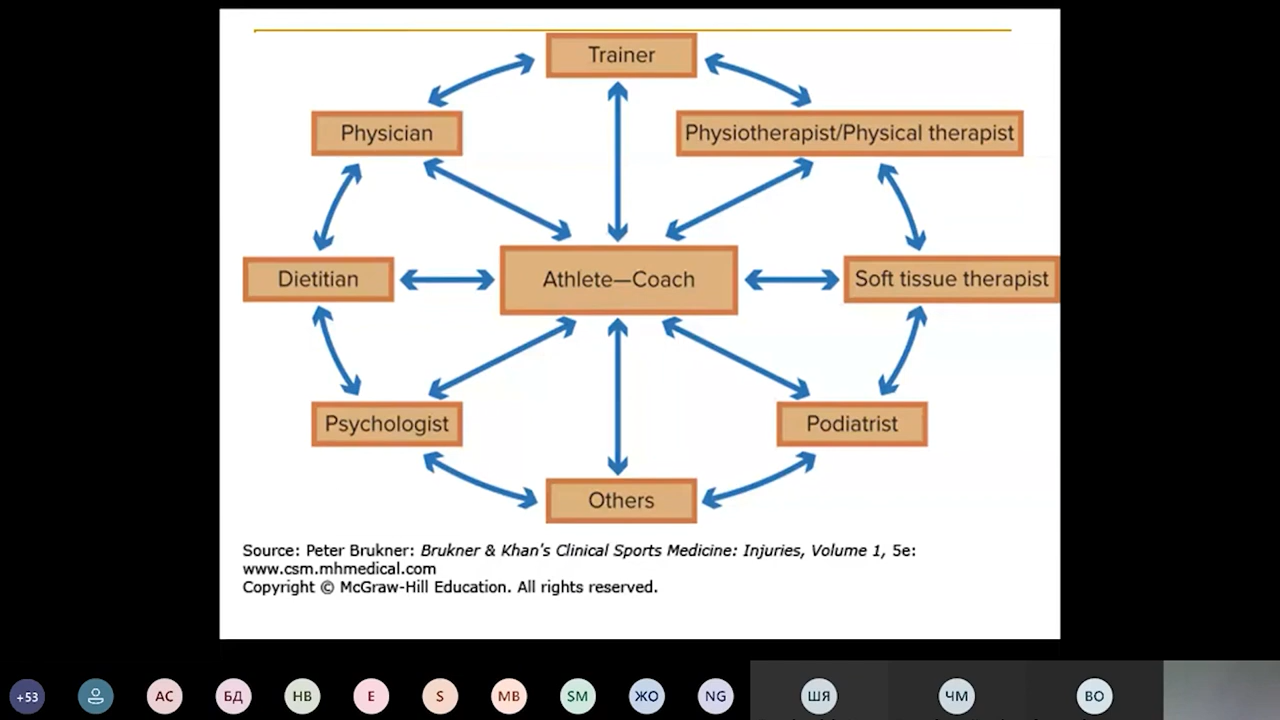 Trainer
Physician
Physiotherapist/Physical therapist
Dietitian
Athlete—Coach
Soft tissue therapist
Psychologist
Podiatrist
Others
Source: Peter Brukner: Brukner & Khan's Clinical Sports Medicine: Injuries, Volume 1, 5e:
www.csm.mhmedical.com
Copyright © McGraw-Hill Education. All rights reserved.
+53 АС БД НВ Е S МВ SM ЖО NG ШЯ ЧМ ВО